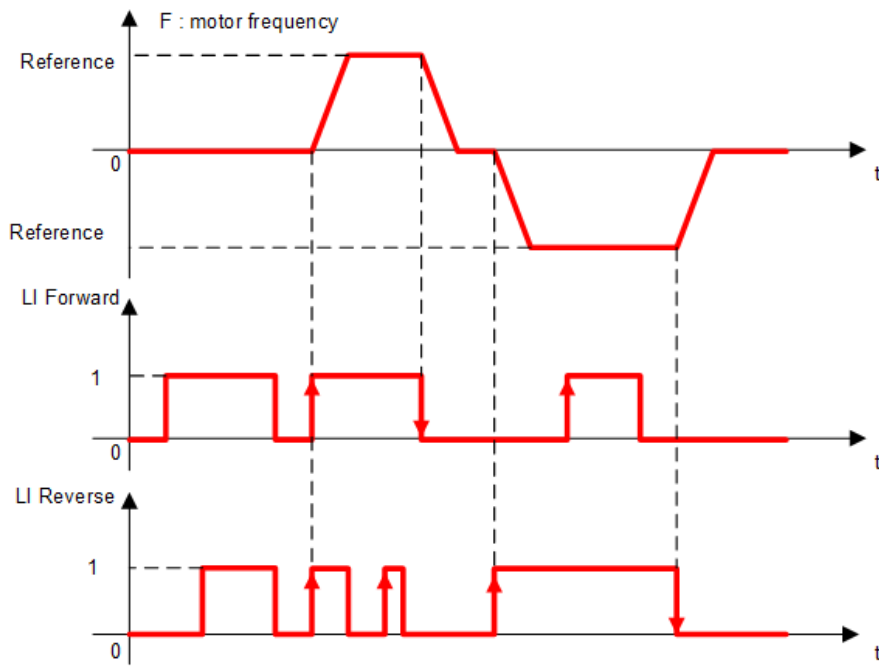 F : motor frequency
Reference
0
t
Reference
LI Forward
1
0
t
LI Reverse
1
0
t